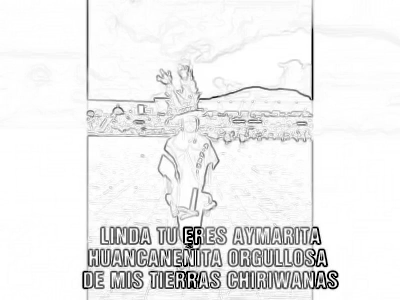 LINDA TU ERES AYMARITA
HUANCANEÑITA ORGULLOSA
DE MIS TIERRAS CHIRIWANAS